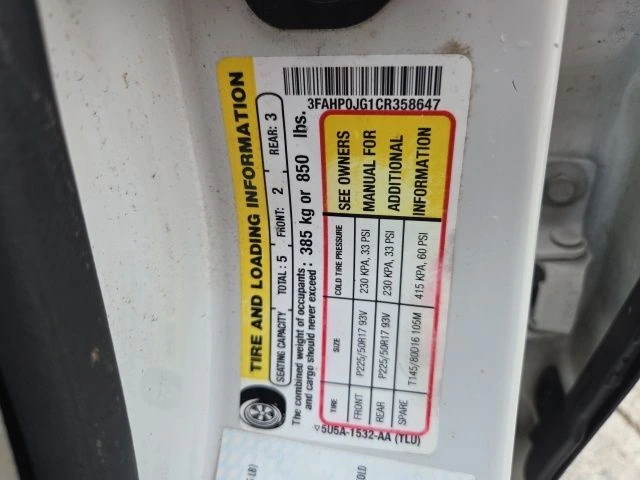 3FAHP0JG1CR358647
TIRE AND LOADING INFORMATION
SEATING CAPACITY TOTAL: 5 FRONT: 2 REAR: 3
The combined weight of occupants and cargo should never exceed: 385 kg or 850 lbs.
TIRE SIZE COLD TIRE PRESSURE SEE OWNERS
FRONT P225/50R17 93V 230 KPA, 33 PSI MANUAL FOR
REAR P225/50R17 93V 230 KPA, 33 PSI ADDITIONAL
SPARE T145/80D16 105M 415 KPA, 60 PSI INFORMATION
▽5U5A-1532-AA (TLU)
LB)
OLD